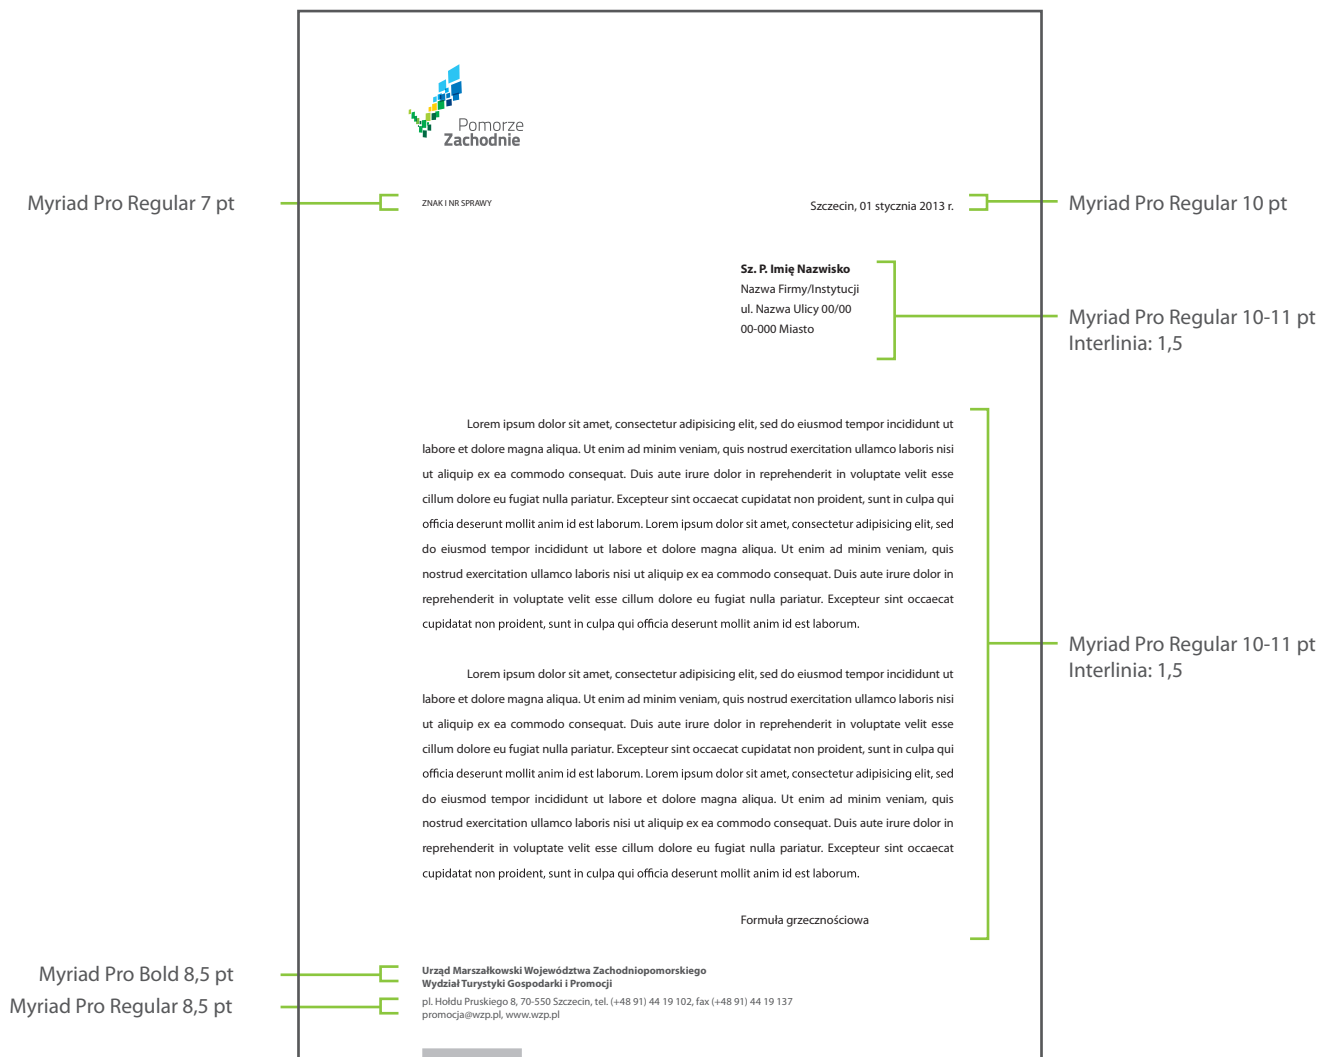 Pomorze
Zachodnie
Myriad Pro Regular 7 pt
ZNAK I NR SPRAWY
Szczecin, 01 stycznia 2013 r.
Myriad Pro Regular 10 pt
Sz. P. Imię Nazwisko
Nazwa Firmy/Instytucji
ul. Nazwa Ulicy 00/00
00-000 Miasto
Myriad Pro Regular 10-11 pt
Interlinia: 1,5
Lorem ipsum dolor sit amet, consectetur adipisicing elit, sed do eiusmod tempor incididunt ut
labore et dolore magna aliqua. Ut enim ad minim veniam, quis nostrud exercitation ullamco laboris nisi
ut aliquip ex ea commodo consequat. Duis aute irure dolor in reprehenderit in voluptate velit esse
cillum dolore eu fugiat nulla pariatur. Excepteur sint occaecat cupidatat non proident, sunt in culpa qui
officia deserunt mollit anim id est laborum. Lorem ipsum dolor sit amet, consectetur adipisicing elit, sed
do eiusmod tempor incididunt ut labore et dolore magna aliqua. Ut enim ad minim veniam, quis
nostrud exercitation ullamco laboris nisi ut aliquip ex ea commodo consequat. Duis aute irure dolor in
reprehenderit in voluptate velit esse cillum dolore eu fugiat nulla pariatur. Excepteur sint occaecat
cupidatat non proident, sunt in culpa qui officia deserunt mollit anim id est laborum.
Myriad Pro Regular 10-11 pt
Interlinia: 1,5
Lorem ipsum dolor sit amet, consectetur adipisicing elit, sed do eiusmod tempor incididunt ut
labore et dolore magna aliqua. Ut enim ad minim veniam, quis nostrud exercitation ullamco laboris nisi
ut aliquip ex ea commodo consequat. Duis aute irure dolor in reprehenderit in voluptate velit esse
cillum dolore eu fugiat nulla pariatur. Excepteur sint occaecat cupidatat non proident, sunt in culpa qui
officia deserunt mollit anim id est laborum. Lorem ipsum dolor sit amet, consectetur adipisicing elit, sed
do eiusmod tempor incididunt ut labore et dolore magna aliqua. Ut enim ad minim veniam, quis
nostrud exercitation ullamco laboris nisi ut aliquip ex ea commodo consequat. Duis aute irure dolor in
reprehenderit in voluptate velit esse cillum dolore eu fugiat nulla pariatur. Excepteur sint occaecat
cupidatat non proident, sunt in culpa qui officia deserunt mollit anim id est laborum.
Formuła grzecznościowa
Myriad Pro Bold 8,5 pt
Urząd Marszałkowski Województwa Zachodniopomorskiego
Wydział Turystyki Gospodarki i Promocji
Myriad Pro Regular 8,5 pt
pl. Hołdu Pruskiego 8, 70-550 Szczecin, tel. (+48 91) 44 19 102, fax (+48 91) 44 19 137
promocja@wzp.pl, www.wzp.pl